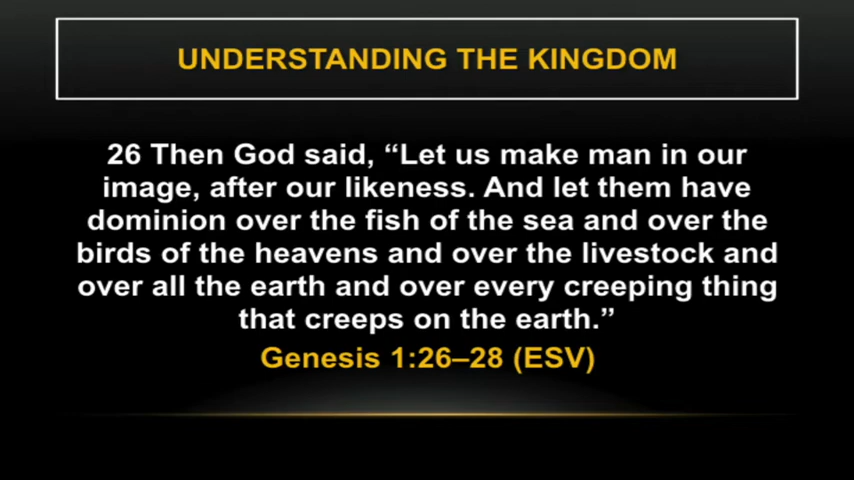 UNDERSTANDING THE KINGDOM
26 Then God said, “Let us make man in our
image, after our likeness. And let them have
dominion over the fish of the sea and over the
birds of the heavens and over the livestock and
over all the earth and over every creeping thing
that creeps on the earth.”
Genesis 1:26–28 (ESV)